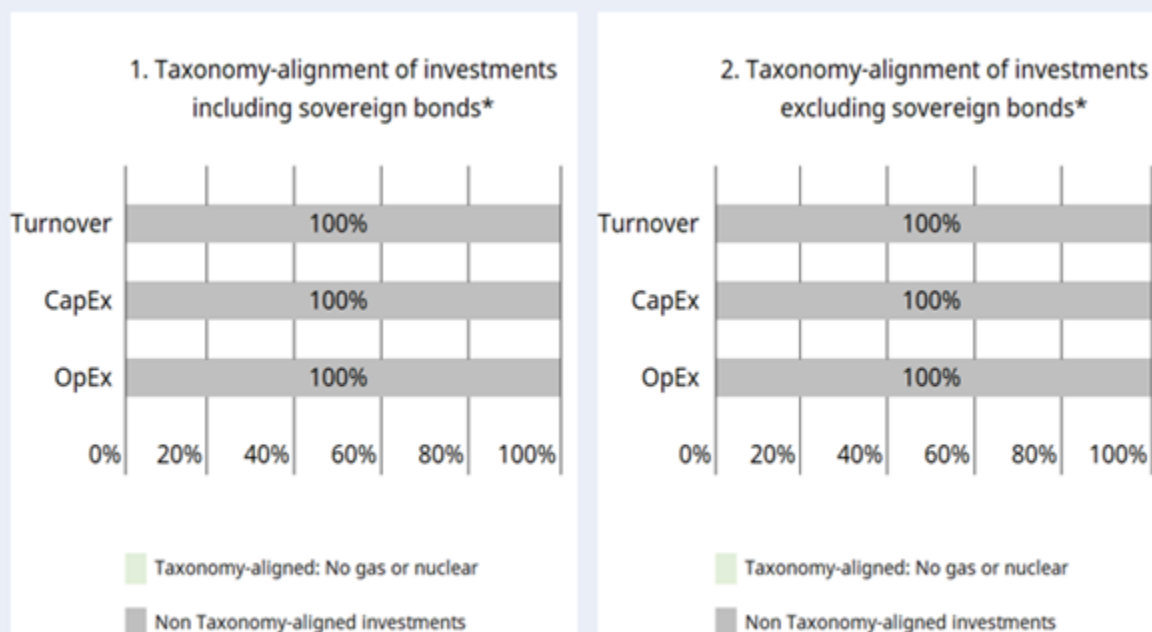 1. Taxonomy-alignment of investments
including sovereign bonds*
Turnover 100%
CapEx 100%
OpEx 100%
0% 20% 40% 60% 80% 100%
Taxonomy-aligned: No gas or nuclear
Non Taxonomy-aligned investments
2. Taxonomy-alignment of investments
excluding sovereign bonds*
Turnover 100%
CapEx 100%
OpEx 100%
0% 20% 40% 60% 80% 100%
Taxonomy-aligned: No gas or nuclear
Non Taxonomy-aligned investments